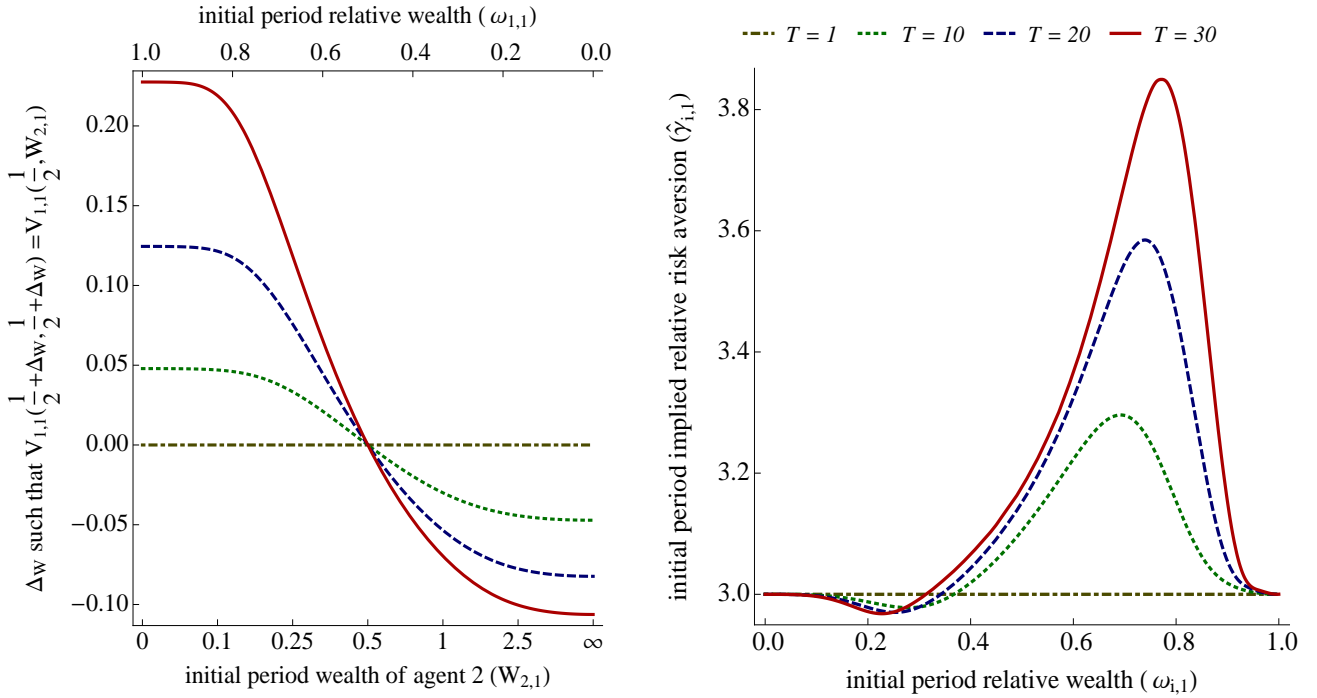 initial period relative wealth ( ω1,1)
1.0 0.8 0.6 0.4 0.2 0.0
Δw such that V1,1(1/2+Δw, 1/2+Δw) = V1,1(1/2, W2,1)
0.20
0.15
0.10
0.05
0.00
−0.05
−0.10
0 0.1 0.25 0.5 1 2.5 ∞
initial period wealth of agent 2 (W2,1)
T = 1 T = 10 T = 20 T = 30
initial period implied relative risk aversion (γ̂i,1)
3.8
3.6
3.4
3.2
3.0
0.0 0.2 0.4 0.6 0.8 1.0
initial period relative wealth ( ωi,1)